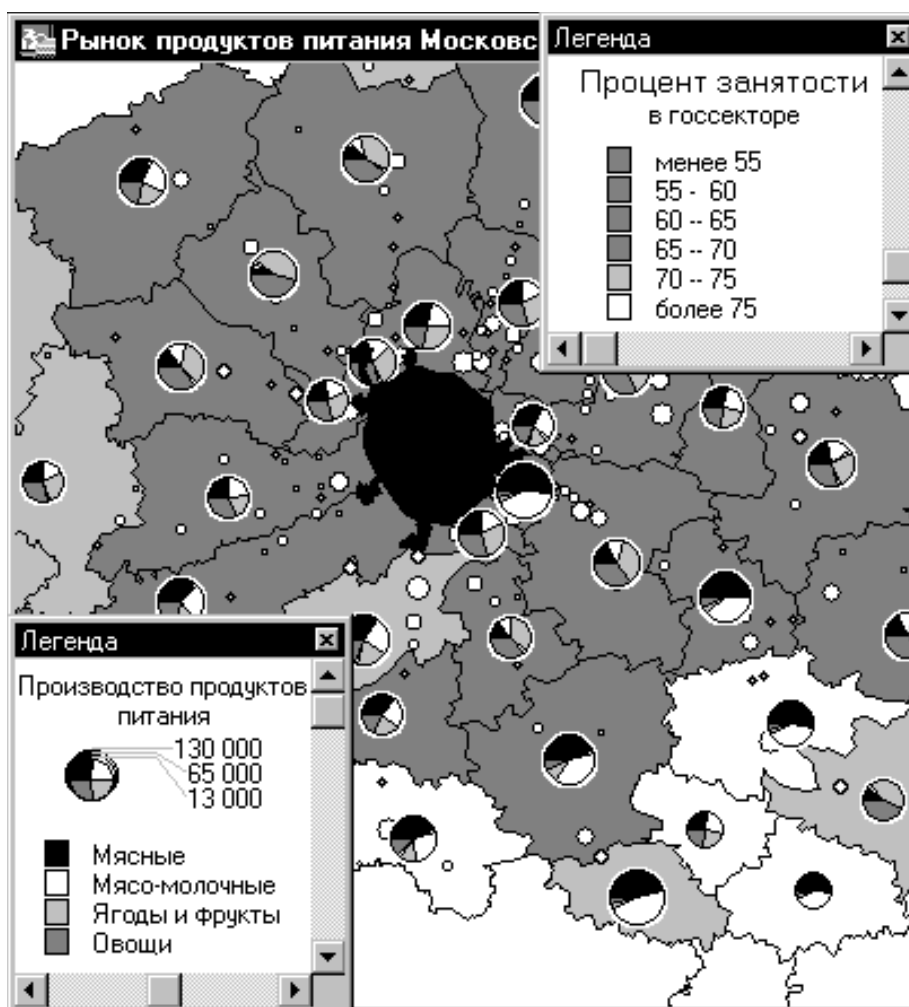 Рынок продуктов питания Московс
Легенда
Процент занятости
в госсекторе
менее 55
55 - 60
60 -- 65
65 -- 70
70 -- 75
более 75
Легенда
Производство продуктов
питания
130 000
65 000
13 000
Мясные
Мясо-молочные
Ягоды и фрукты
Овощи